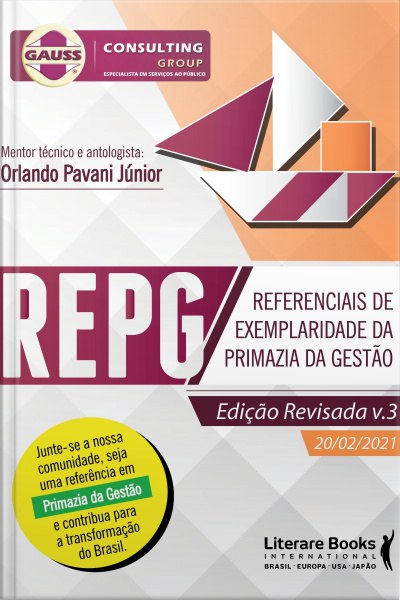 GAUSS
®
CONSULTING
GROUP
ESPECIALISTA EM SERVIÇOS AO PÚBLICO
Mentor técnico e antologista:
Orlando Pavani Júnior
REPG
REFERENCIAIS DE
EXEMPLARIDADE DA
PRIMAZIA DA GESTÃO
Edição Revisada v.3
20/02/2021
Junte-se a nossa
comunidade, seja
uma referência em
Primazia da Gestão
e contribua para
a transformação
do Brasil.
Literare Books
INTERNATIONAL
BRASIL · EUROPA · USA · JAPÃO